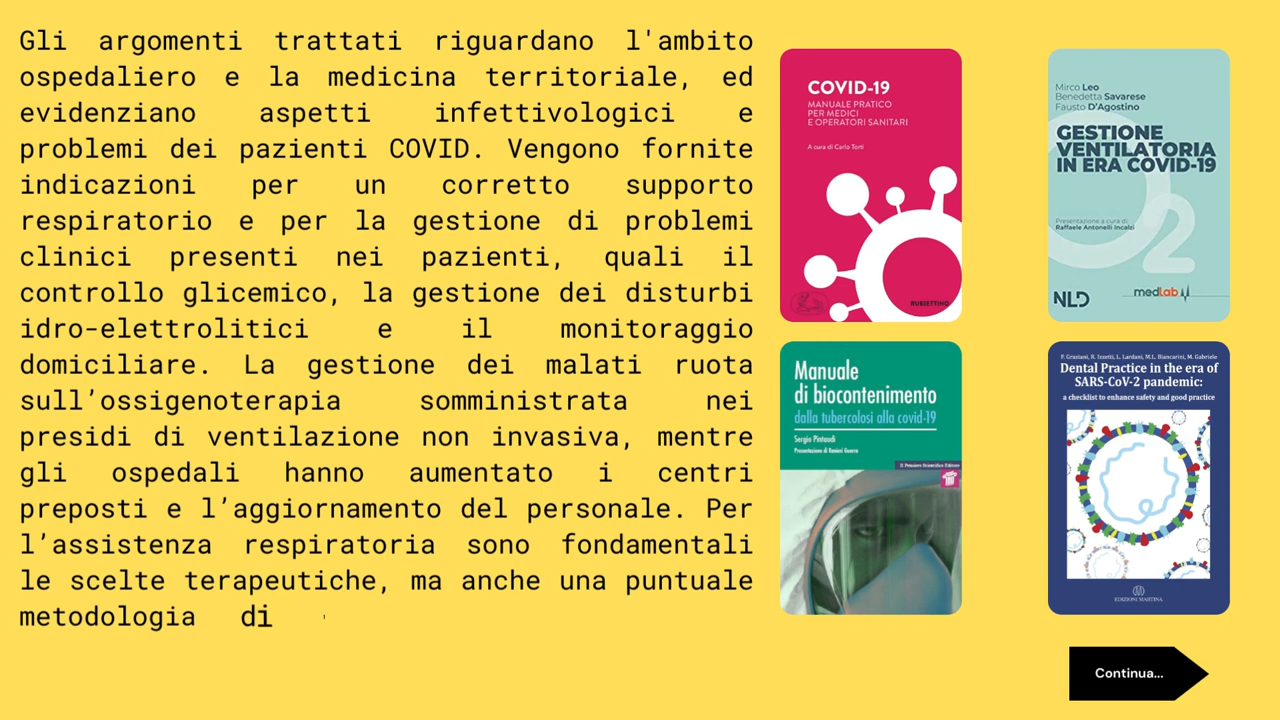 Gli argomenti trattati riguardano l'ambito
ospedaliero e la medicina territoriale, ed
evidenziano aspetti infettivologici e
problemi dei pazienti COVID. Vengono fornite
indicazioni per un corretto supporto
respiratorio e per la gestione di problemi
clinici presenti nei pazienti, quali il
controllo glicemico, la gestione dei disturbi
idro-elettrolitici e il monitoraggio
domiciliare. La gestione dei malati ruota
sull’ossigenoterapia somministrata nei
presidi di ventilazione non invasiva, mentre
gli ospedali hanno aumentato i centri
preposti e l’aggiornamento del personale. Per
l’assistenza respiratoria sono fondamentali
le scelte terapeutiche, ma anche una puntuale
metodologia di
COVID-19
MANUALE PRATICO
PER MEDICI
E OPERATORI SANITARI
A cura di Carlo Torti
RUBBETTINO
Mirco Leo
Benedetta Savarese
Fausto D'Agostino
GESTIONE
VENTILATORIA
IN ERA COVID-19
O2
Presentazione a cura di:
Raffaele Antonelli Incalzi
NLD
medlab
Manuale
di biocontenimento
dalla tubercolosi alla covid-19
Sergio Pintaudi
Presentazione di Ranieri Guerra
Il Pensiero Scientifico Editore
F. Graziani, R. Izzetti, L. Lardani, M.L. Biancarini, M. Gabriele
Dental Practice in the era of
SARS-CoV-2 pandemic:
a checklist to enhance safety and good practice
EDIZIONI MARTINA
Continua...